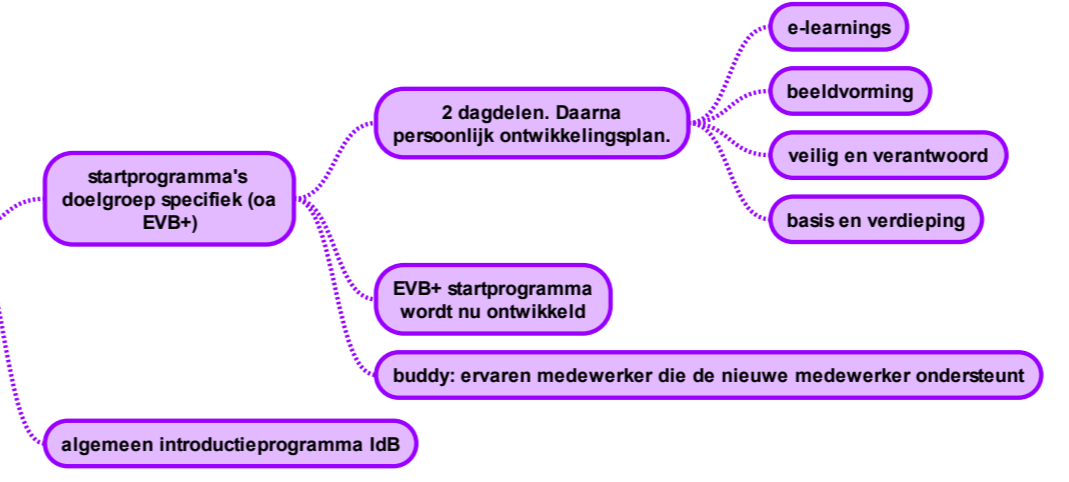 e-learnings
beeldvorming
2 dagdelen. Daarna
persoonlijk ontwikkelingsplan.
veilig en verantwoord
basis en verdieping
startprogramma's
doelgroep specifiek (oa
EVB+)
EVB+ startprogramma
wordt nu ontwikkeld
buddy: ervaren medewerker die de nieuwe medewerker ondersteunt
algemeen introductieprogramma IdB